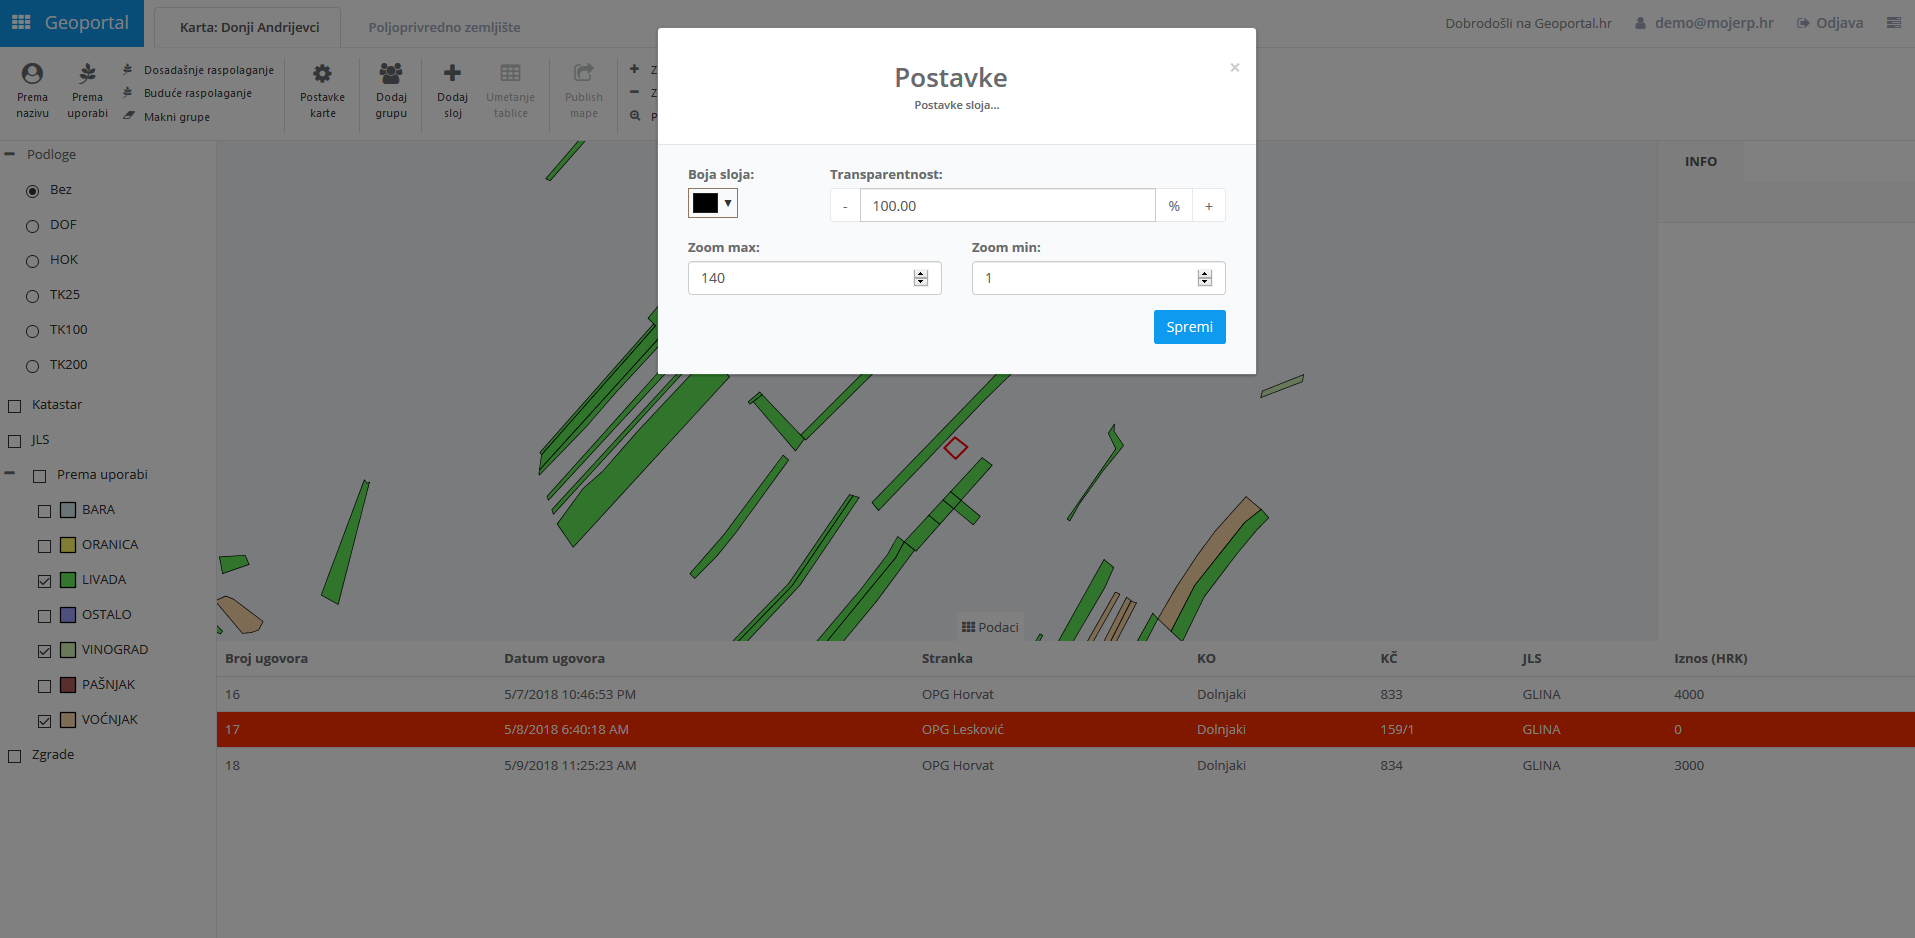 Geoportal
Karta: Donji Andrijevci
Poljoprivredno zemljište
Dobrodošli na Geoportal.hr
demo@mojerp.hr
Odjava
Prema nazivu
Prema uporabi
Dosadašnje raspolaganje
Buduće raspolaganje
Makni grupe
Postavke karte
Dodaj grupu
Dodaj sloj
Umetanje tablice
Publish mape
Z
Z
P
Postavke
×
Postavke sloja...
Boja sloja:
Transparentnost:
-
100.00
%
+
Zoom max:
Zoom min:
140
1
Spremi
Podloge
Bez
DOF
HOK
TK25
TK100
TK200
Katastar
JLS
Prema uporabi
BARA
ORANICA
LIVADA
OSTALO
VINOGRAD
PAŠNJAK
VOĆNJAK
Zgrade
INFO
Podaci
Broj ugovora Datum ugovora Stranka KO KČ JLS Iznos (HRK)
16 5/7/2018 10:46:53 PM OPG Horvat Dolnjaki 833 GLINA 4000
17 5/8/2018 6:40:18 AM OPG Lesković Dolnjaki 159/1 GLINA 0
18 5/9/2018 11:25:23 AM OPG Horvat Dolnjaki 834 GLINA 3000